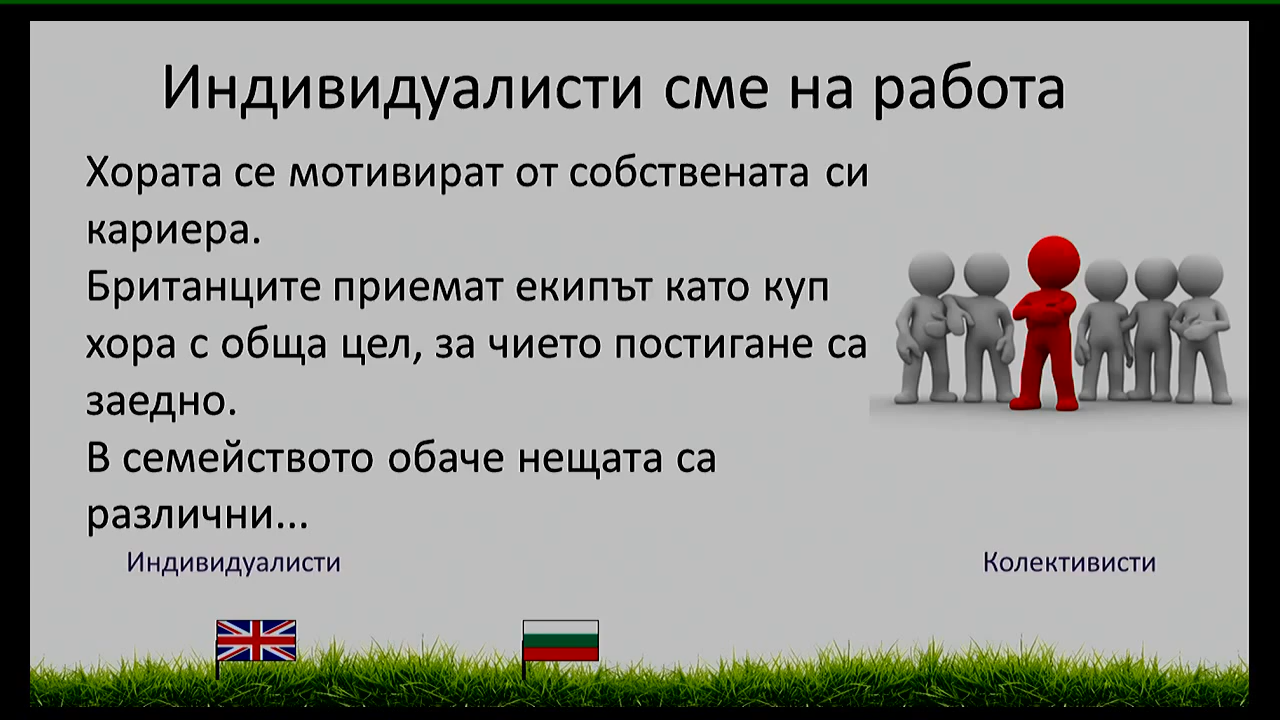 Индивидуалисти сме на работа
Хората се мотивират от собствената си
кариера.
Британците приемат екипът като куп
хора с обща цел, за чието постигане са
заедно.
В семейството обаче нещата са
различни...
Индивидуалисти
Колективисти